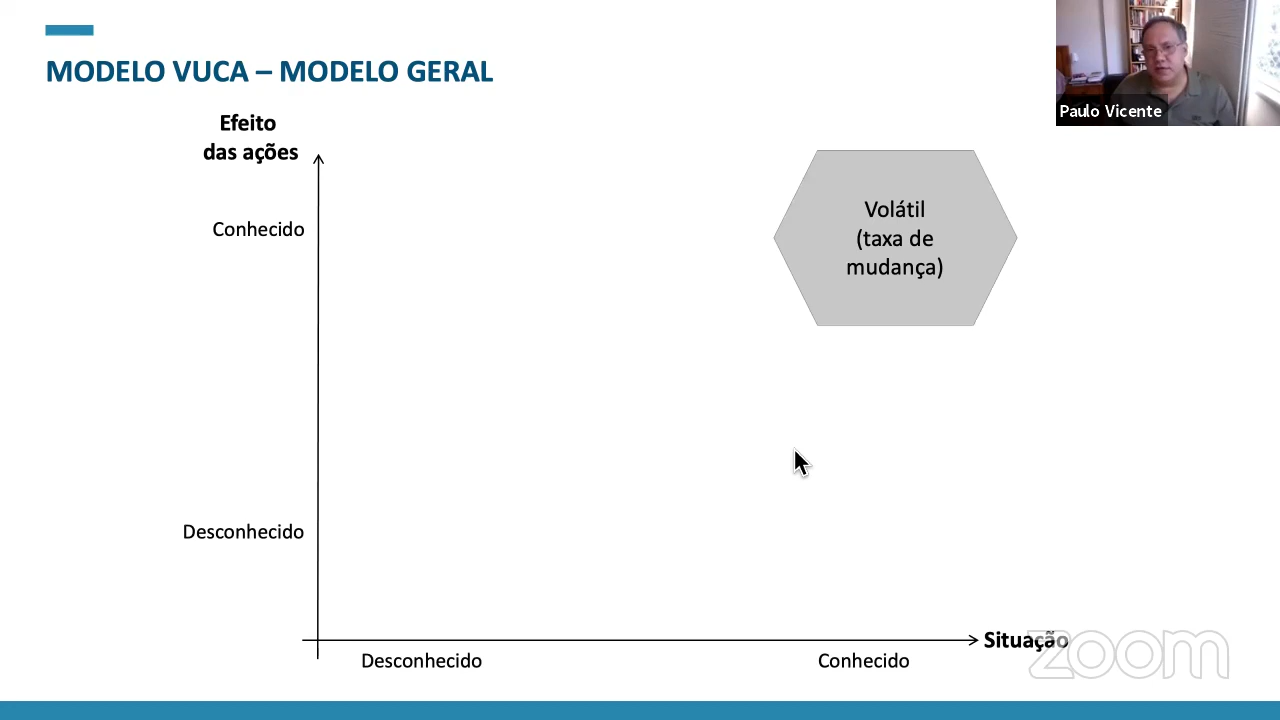 MODELO VUCA – MODELO GERAL
Paulo Vicente
Efeito
das ações
Conhecido
Volátil
(taxa de
mudança)
Desconhecido
Situação
Desconhecido
Conhecido
zoom